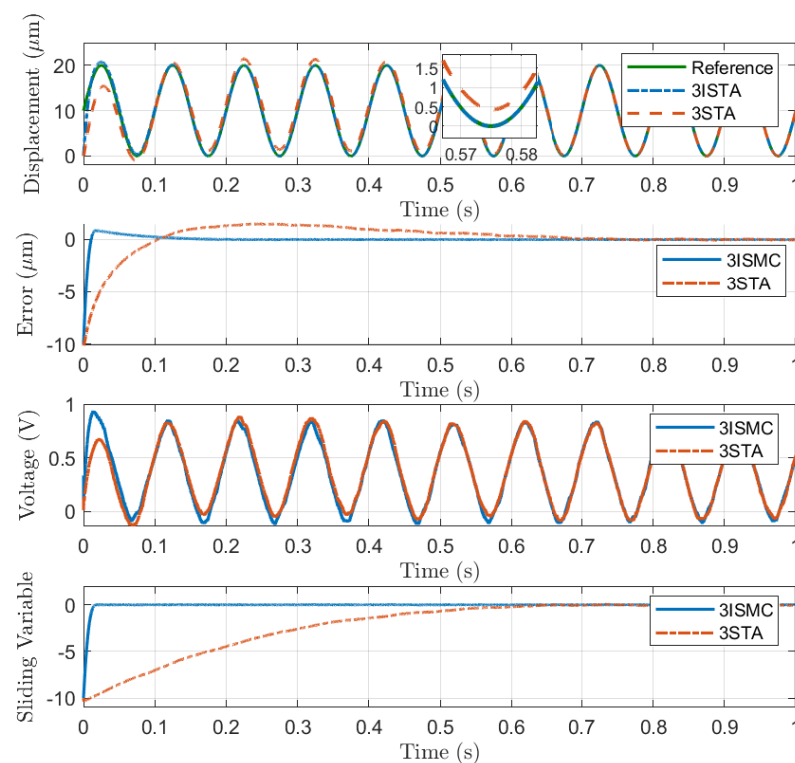 Displacement (μm)
20
10
0
1.5
1
0.5
0
0.57 0.58
Reference
3ISTA
3STA
0 0.1 0.2 0.3 0.4 0.5 0.6 0.7 0.8 0.9 1
Time (s)
Error (μm)
0
-5
-10
3ISMC
3STA
0 0.1 0.2 0.3 0.4 0.5 0.6 0.7 0.8 0.9 1
Time (s)
Voltage (V)
1
0.5
0
3ISMC
3STA
0 0.1 0.2 0.3 0.4 0.5 0.6 0.7 0.8 0.9 1
Time (s)
Sliding Variable
0
-5
-10
3ISMC
3STA
0 0.1 0.2 0.3 0.4 0.5 0.6 0.7 0.8 0.9 1
Time (s)